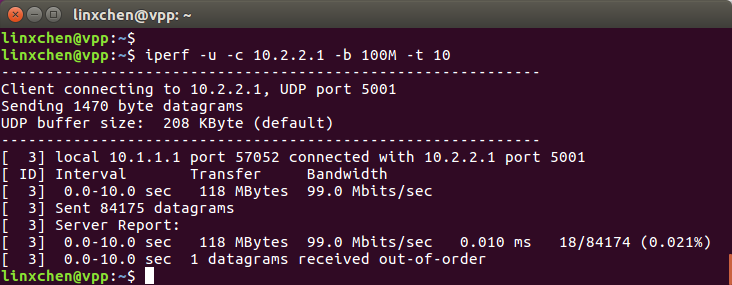 linxchen@vpp: ~
linxchen@vpp:~$
linxchen@vpp:~$ iperf -u -c 10.2.2.1 -b 100M -t 10
------------------------------------------------------------
Client connecting to 10.2.2.1, UDP port 5001
Sending 1470 byte datagrams
UDP buffer size:  208 KByte (default)
------------------------------------------------------------
[  3] local 10.1.1.1 port 57052 connected with 10.2.2.1 port 5001
[ ID] Interval       Transfer     Bandwidth
[  3]  0.0-10.0 sec   118 MBytes  99.0 Mbits/sec
[  3] Sent 84175 datagrams
[  3] Server Report:
[  3]  0.0-10.0 sec   118 MBytes  99.0 Mbits/sec   0.010 ms   18/84174 (0.021%)
[  3]  0.0-10.0 sec  1 datagrams received out-of-order
linxchen@vpp:~$